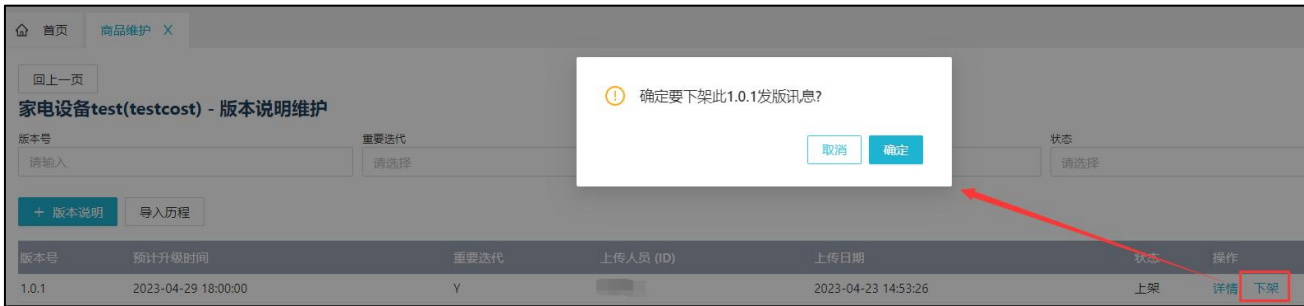 首页 商品维护 X
回上一页
家电设备test(testcost) - 版本说明维护
版本号 重要迭代 状态
请输入 请选择 请选择
确定要下架此1.0.1发版讯息?
取消 确定
+ 版本说明 导入历程
版本号 预计升级时间 重要迭代 上传人员 (ID) 上传日期 状态 操作
1.0.1 2023-04-29 18:00:00 Y 2023-04-23 14:53:26 上架 详情 下架